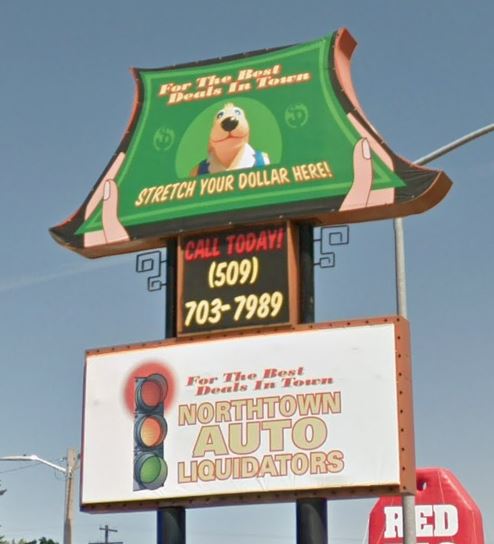 For The Best
Deals In Town
STRETCH YOUR DOLLAR HERE!
CALL TODAY!
(509)
703-7989
For The Best
Deals In Town
NORTHTOWN
AUTO
LIQUIDATORS
RED